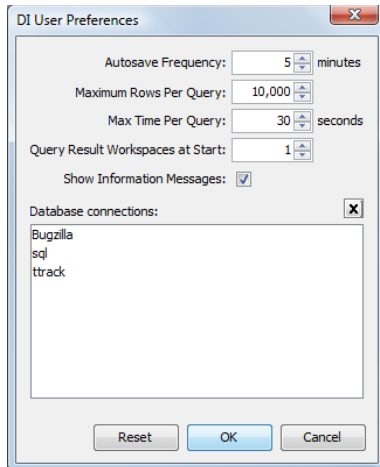 DI User Preferences
Autosave Frequency: 5 minutes
Maximum Rows Per Query: 10,000
Max Time Per Query: 30 seconds
Query Result Workspaces at Start: 1
Show Information Messages:
Database connections: x
Bugzilla
sql
ttrack
Reset OK Cancel